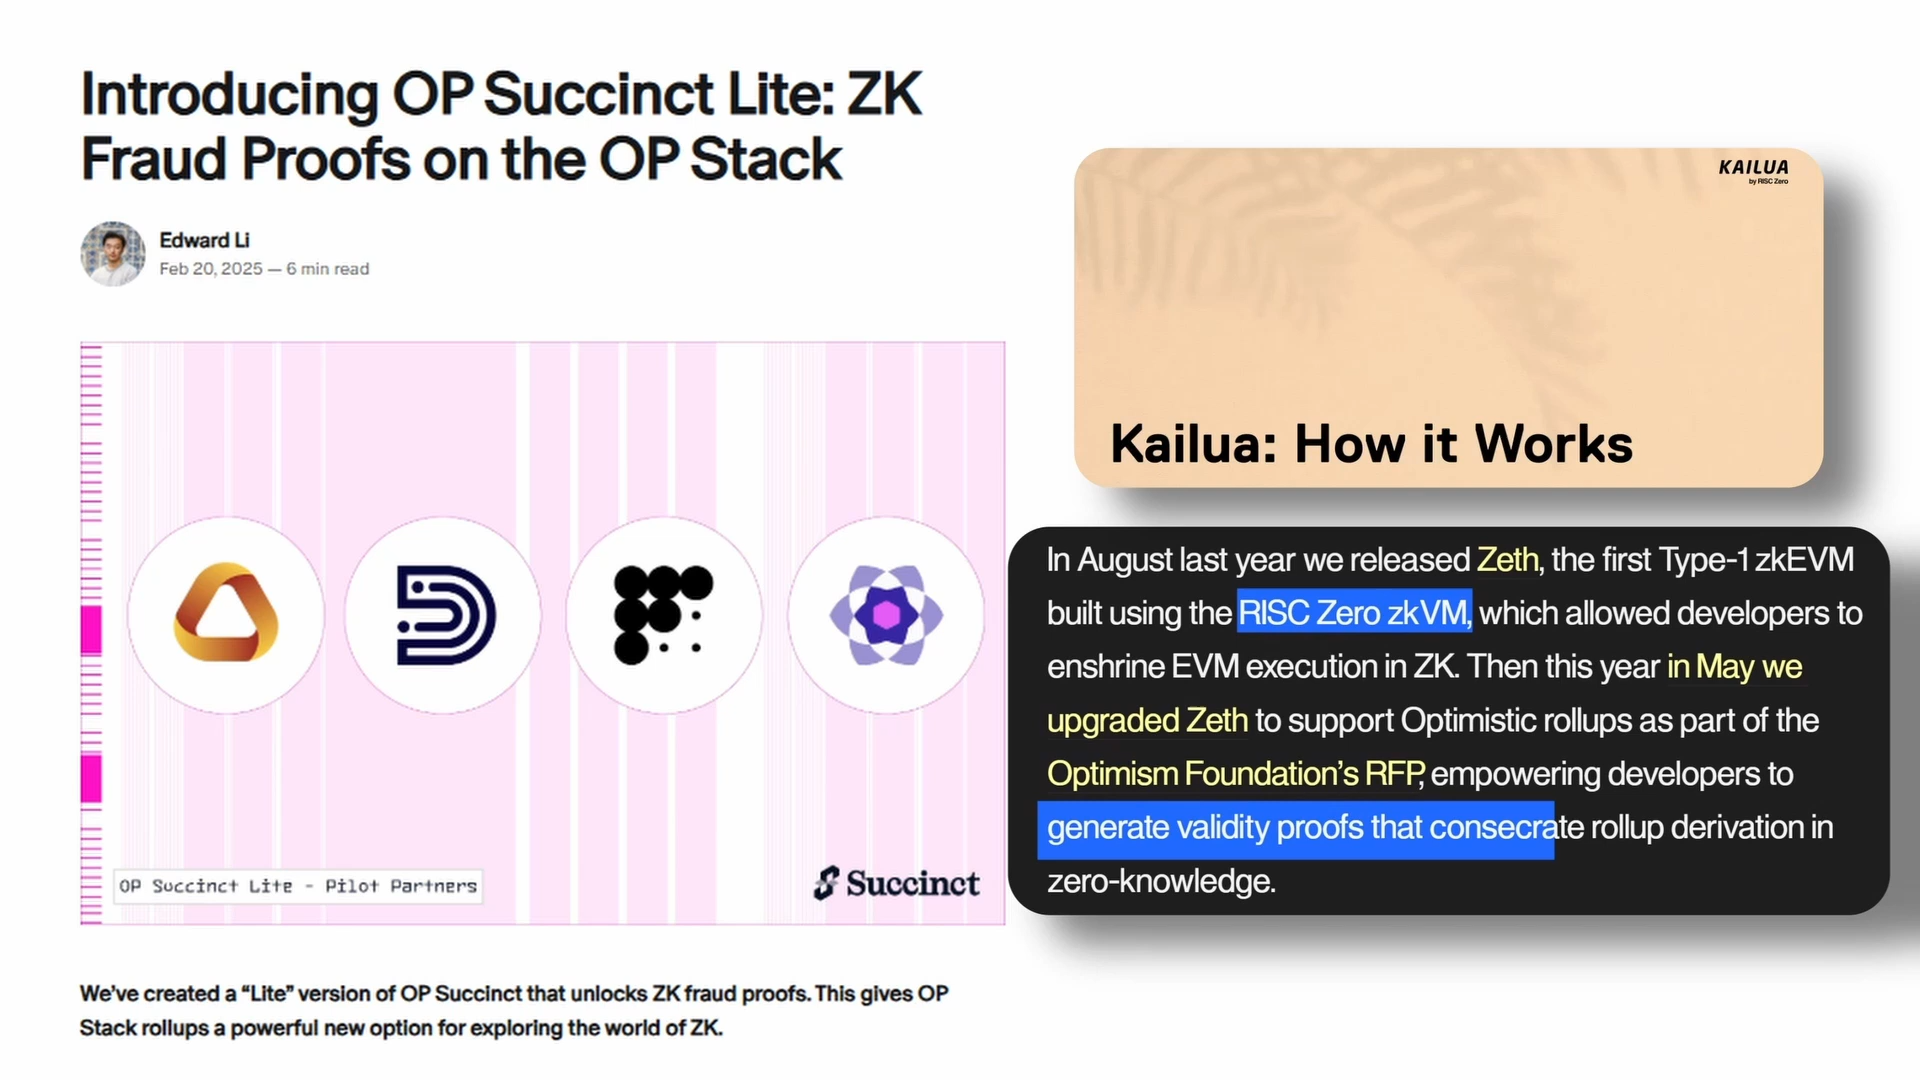 Introducing OP Succinct Lite: ZK
Fraud Proofs on the OP Stack
Edward Li
Feb 20, 2025 — 6 min read
OP Succinct Lite - Pilot Partners
Succinct
We've created a “Lite” version of OP Succinct that unlocks ZK fraud proofs. This gives OP
Stack rollups a powerful new option for exploring the world of ZK.
KAILUA
by RISC Zero
Kailua: How it Works
In August last year we released Zeth, the first Type-1 zkEVM
built using the RISC Zero zkVM, which allowed developers to
enshrine EVM execution in ZK. Then this year in May we
upgraded Zeth to support Optimistic rollups as part of the
Optimism Foundation’s RFP, empowering developers to
generate validity proofs that consecrate rollup derivation in
zero-knowledge.